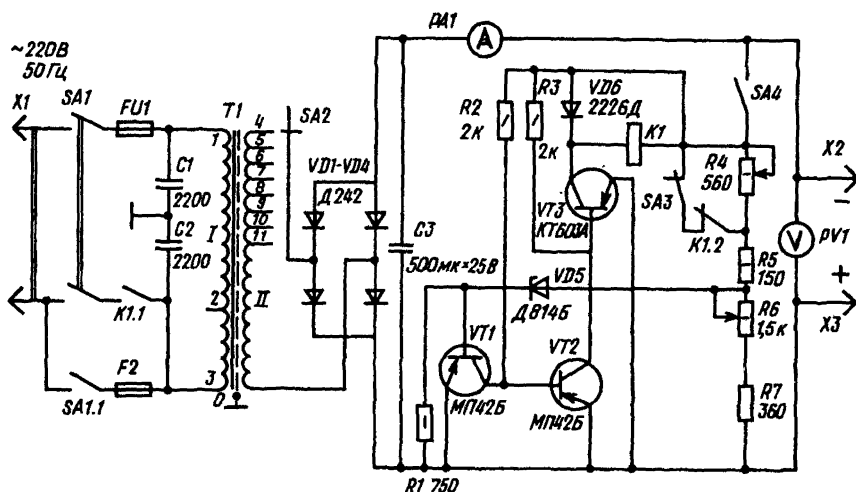 ~220В
50Гц
X1
SA1
FU1
C1
2200
C2
2200
K1.1
SA1.1
F2
T1
1
I
2
3
0
4
5
6
7
8
9
10
11
II
SA2
VD1-VD4
Д242
C3
500мк×25В
PA1
A
R2
2к
R3
2к
VD6
2226Д
K1
VT3
КТ603А
SA3
K1.2
SA4
R4
560
R5
150
R6
1,5к
R7
360
X2
-
PV1
V
+
X3
VD5
Д814Б
VT1
МП42Б
VT2
МП42Б
R1 750